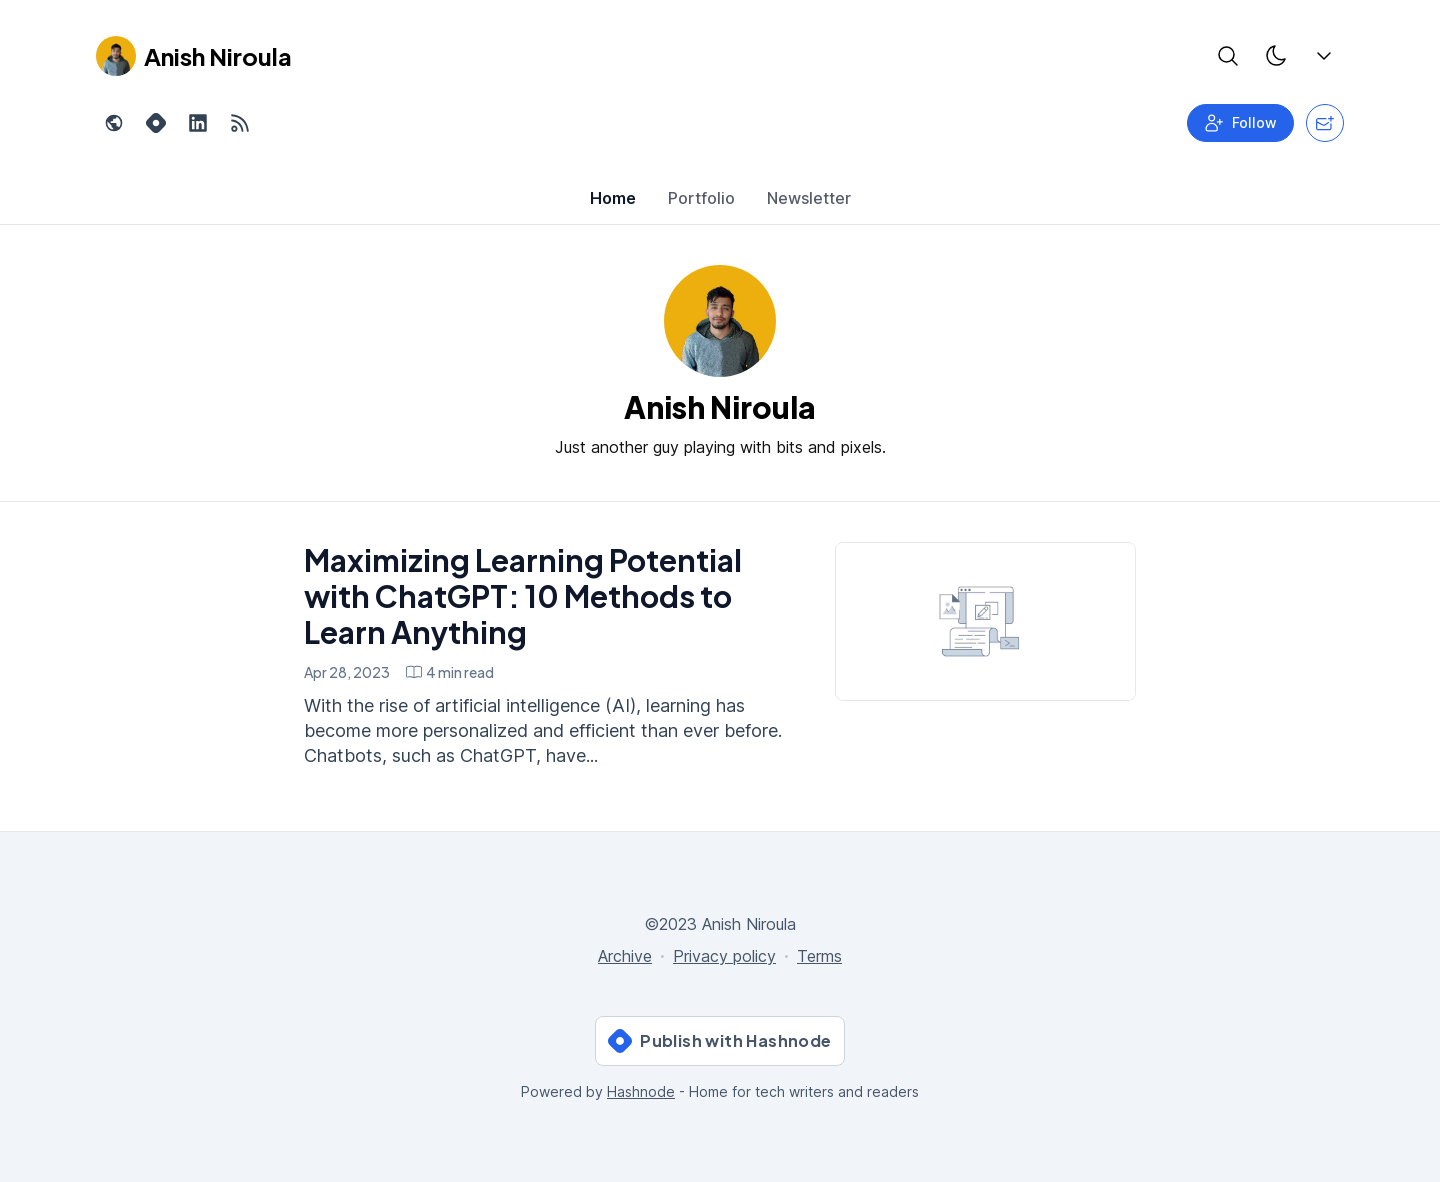 Anish Niroula
Follow
Home
Portfolio
Newsletter
Anish Niroula
Just another guy playing with bits and pixels.
Maximizing Learning Potential
with ChatGPT: 10 Methods to
Learn Anything
Apr 28, 2023 4 min read
With the rise of artificial intelligence (AI), learning has
become more personalized and efficient than ever before.
Chatbots, such as ChatGPT, have...
©2023 Anish Niroula
Archive · Privacy policy · Terms
Publish with Hashnode
Powered by Hashnode - Home for tech writers and readers